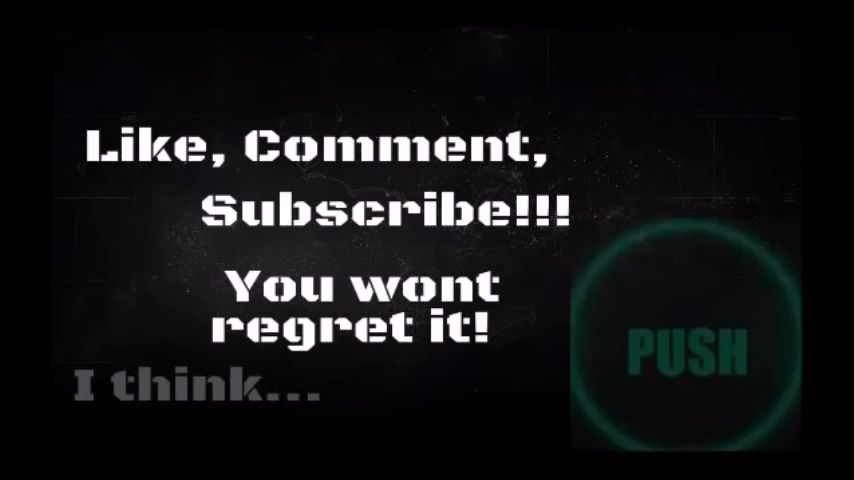 Like, Comment,
Subscribe!!!
You wont
regret it!
I think...
PUSH